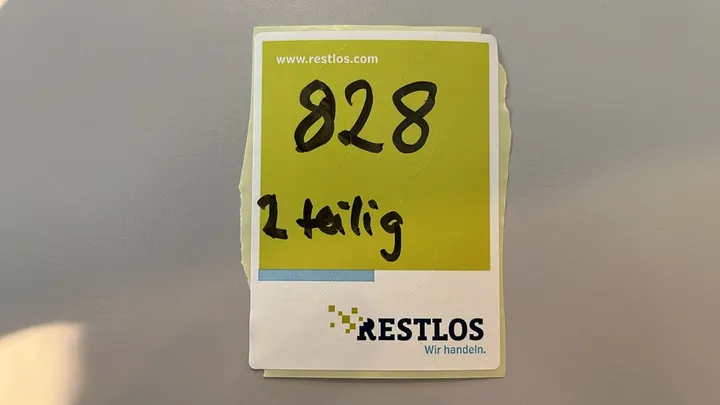 www.restlos.com
828
2 teilig
RESTLOS
Wir handeln.